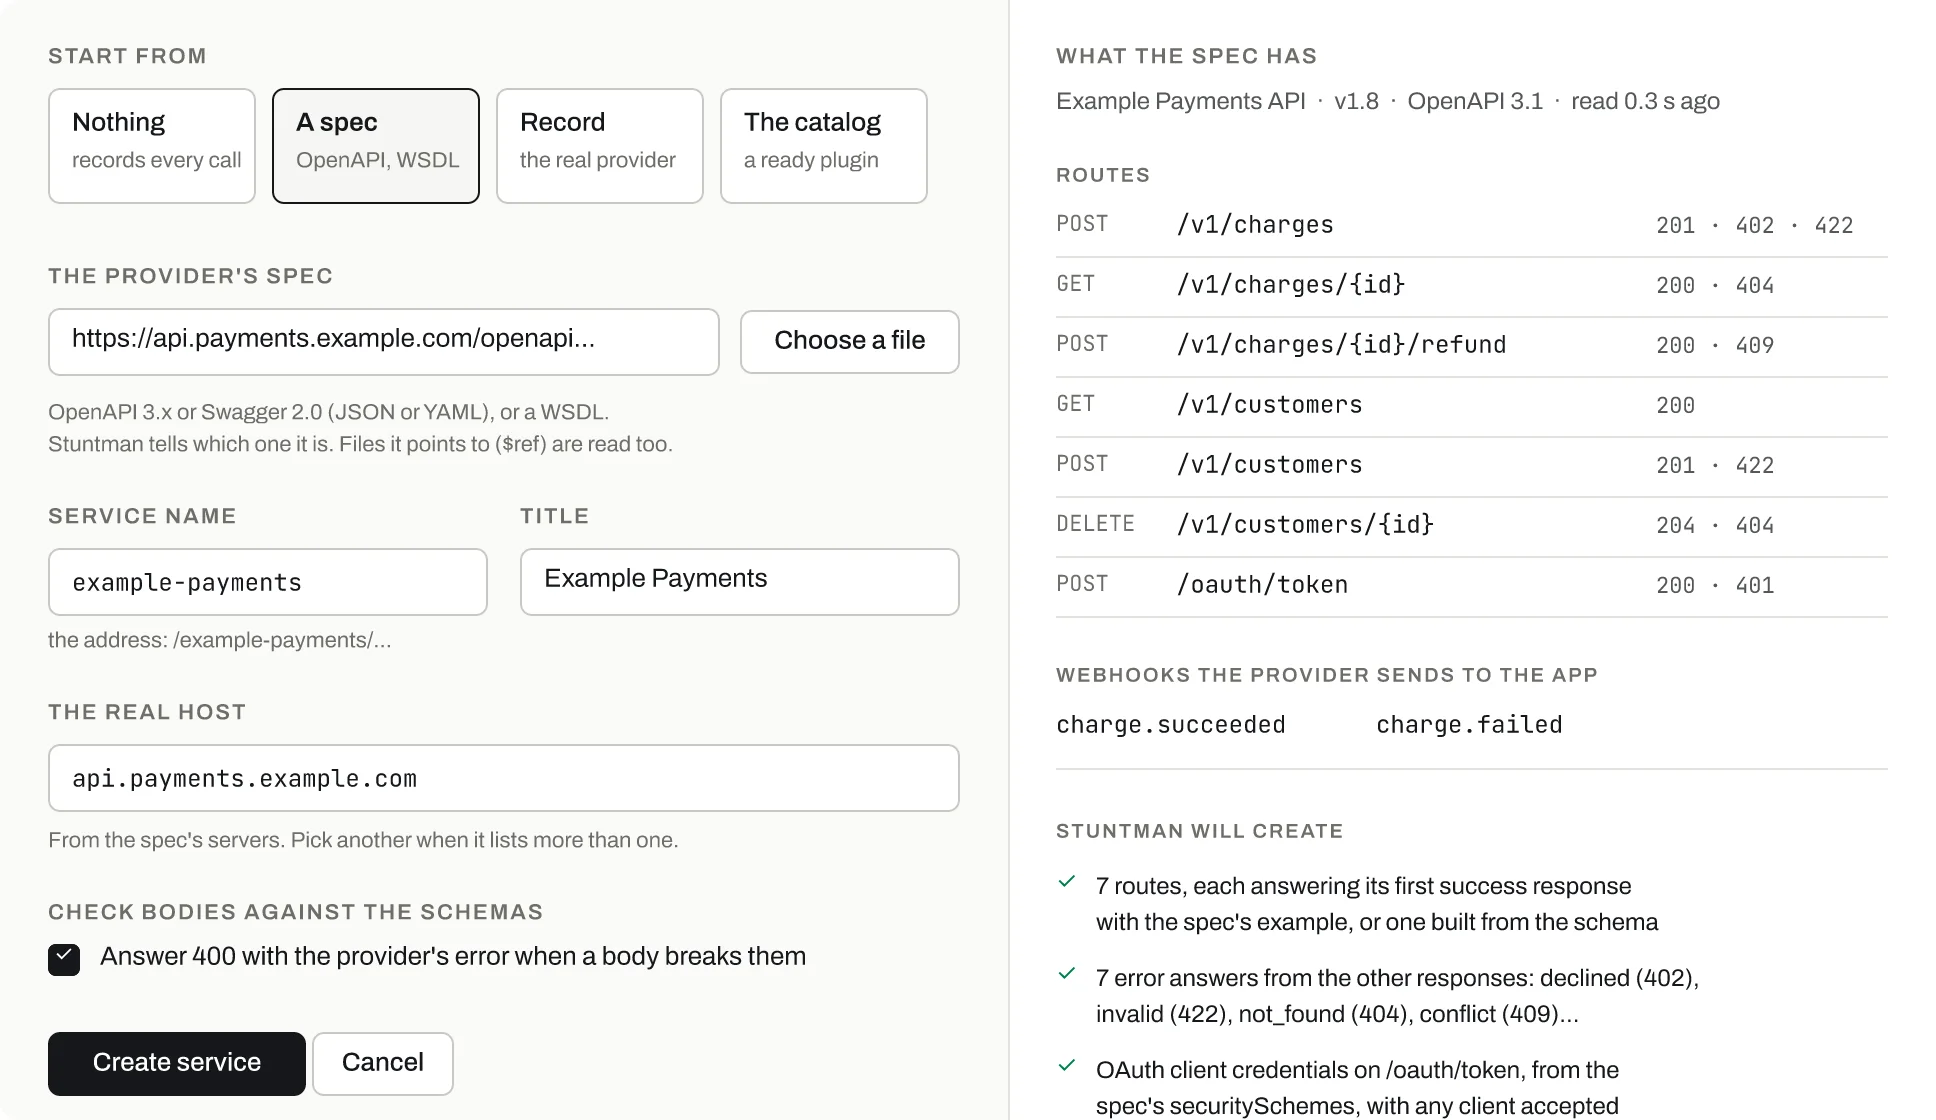 START FROM
Nothing
records every call
A spec
OpenAPI, WSDL
Record
the real provider
The catalog
a ready plugin
THE PROVIDER'S SPEC
https://api.payments.example.com/openapi...
Choose a file
OpenAPI 3.x or Swagger 2.0 (JSON or YAML), or a WSDL.
Stuntman tells which one it is. Files it points to ($ref) are read too.
SERVICE NAME
TITLE
example-payments
Example Payments
the address: /example-payments/...
THE REAL HOST
api.payments.example.com
From the spec's servers. Pick another when it lists more than one.
CHECK BODIES AGAINST THE SCHEMAS
Answer 400 with the provider's error when a body breaks them
Create service
Cancel
WHAT THE SPEC HAS
Example Payments API · v1.8 · OpenAPI 3.1 · read 0.3 s ago
ROUTES
POST /v1/charges 201 · 402 · 422
GET /v1/charges/{id} 200 · 404
POST /v1/charges/{id}/refund 200 · 409
GET /v1/customers 200
POST /v1/customers 201 · 422
DELETE /v1/customers/{id} 204 · 404
POST /oauth/token 200 · 401
WEBHOOKS THE PROVIDER SENDS TO THE APP
charge.succeeded charge.failed
STUNTMAN WILL CREATE
7 routes, each answering its first success response
with the spec's example, or one built from the schema
7 error answers from the other responses: declined (402),
invalid (422), not_found (404), conflict (409)...
OAuth client credentials on /oauth/token, from the
spec's securitySchemes, with any client accepted